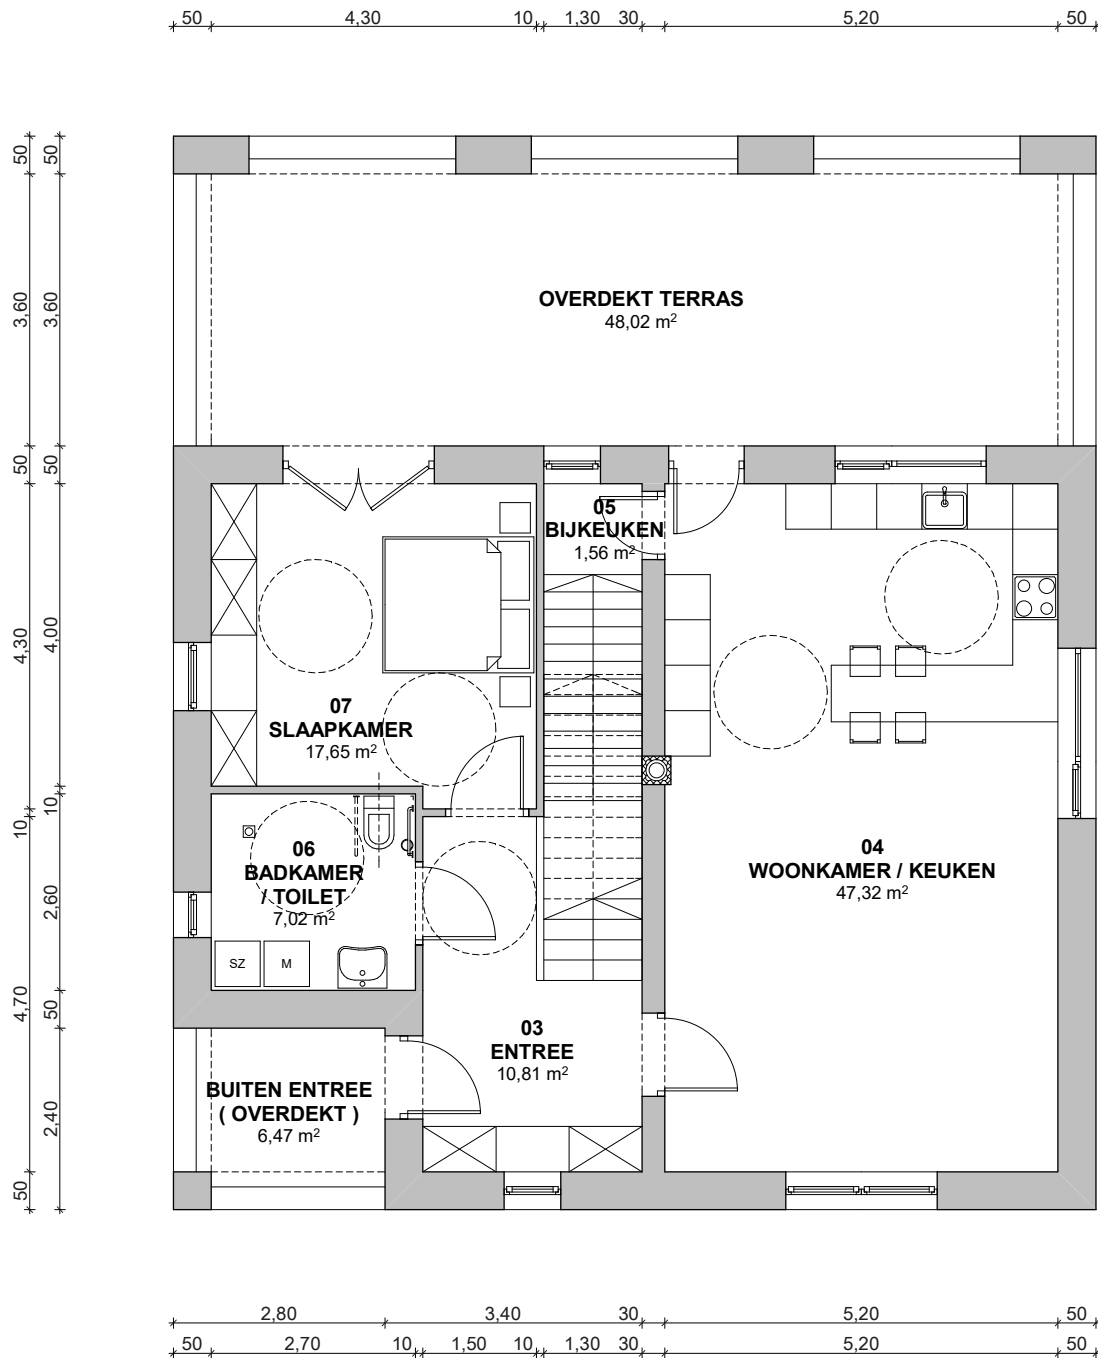 50 4,30 10 1,30 30 5,20 50
50 50
3,60 3,60
50 50
4,30 4,00
10 10
2,60
4,70 50
2,40
50
OVERDEKT TERRAS
48,02 m²
05
BIJKEUKEN
1,56 m²
07
SLAAPKAMER
17,65 m²
06
BADKAMER
/ TOILET
7,02 m²
SZ M
04
WOONKAMER / KEUKEN
47,32 m²
03
ENTREE
10,81 m²
BUITEN ENTREE
( OVERDEKT )
6,47 m²
2,80 3,40 30 5,20 50
50 2,70 10 1,50 10 1,30 30 5,20 50